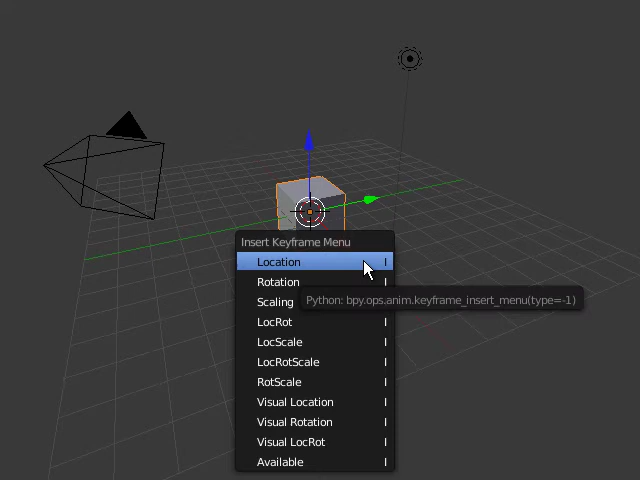 Insert Keyframe Menu
Location I
Rotation I
Scaling
Python: bpy.ops.anim.keyframe_insert_menu(type=-1)
LocRot I
LocScale I
LocRotScale I
RotScale I
Visual Location I
Visual Rotation I
Visual LocRot I
Available I